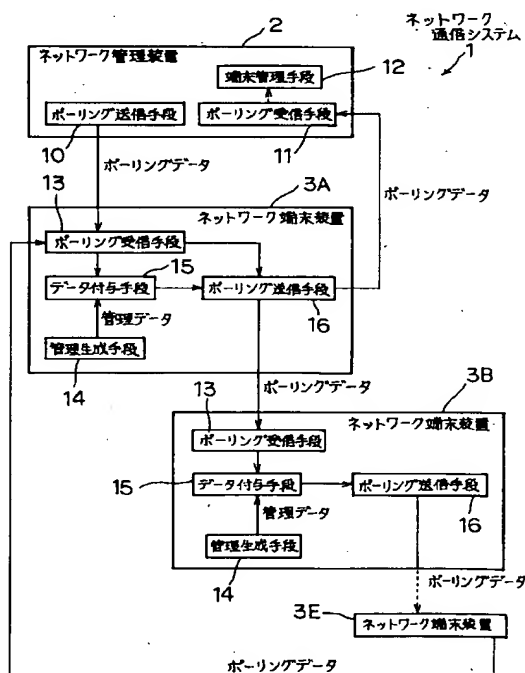 ネットワーク
通信システム
1
2
ネットワーク管理装置
端末管理手段
12
ポーリング送信手段
ポーリング受信手段
10
11
ポーリングデータ
ポーリングデータ
3A
13
ネットワーク端末装置
ポーリング受信手段
15
データ付与手段
ポーリング送信手段
16
管理データ
管理生成手段
14
ポーリングデータ
3B
13
ネットワーク端末装置
ポーリング受信手段
15
データ付与手段
ポーリング送信手段
16
管理データ
管理生成手段
14
ポーリングデータ
3E
ネットワーク端末装置
ポーリングデータ